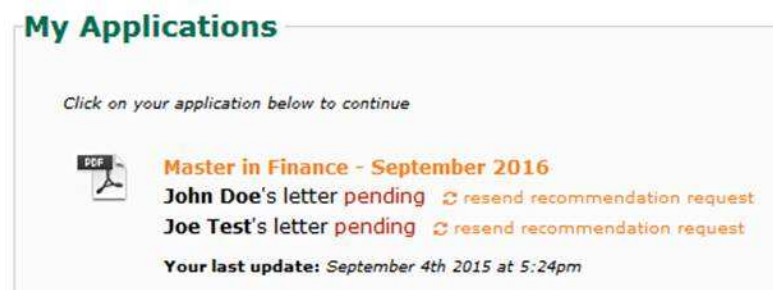 My Applications
Click on your application below to continue
PDF
Master in Finance - September 2016
John Doe's letter pending resend recommendation request
Joe Test's letter pending resend recommendation request
Your last update: September 4th 2015 at 5:24pm